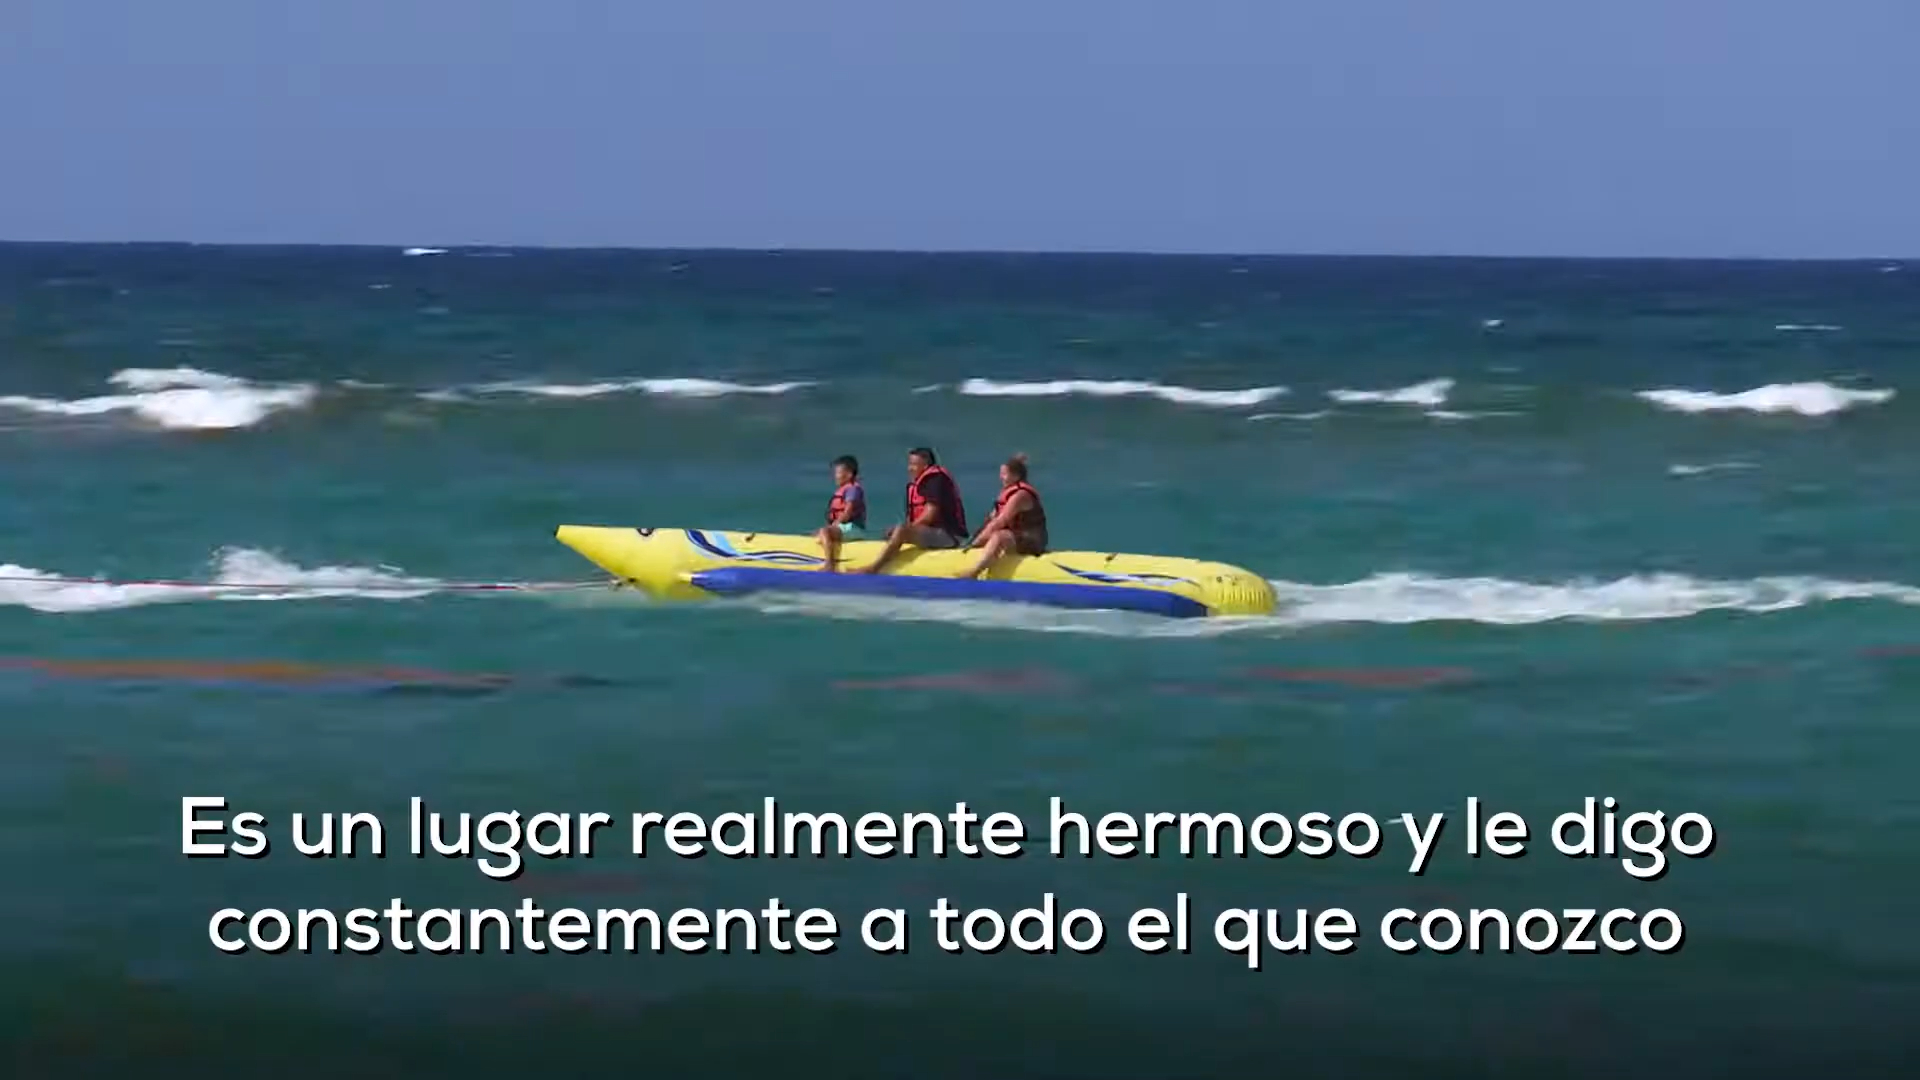 Es un lugar realmente hermoso y le digo
constantemente a todo el que conozco